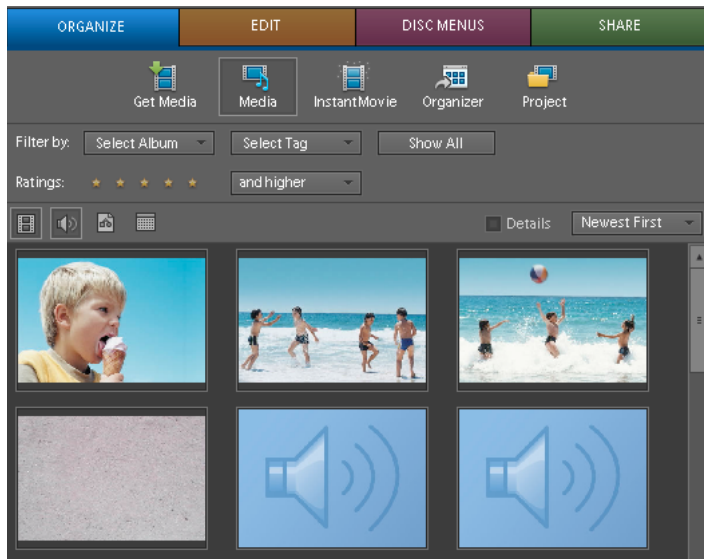 ORGANIZE EDIT DISC MENUS SHARE
Get Media Media InstantMovie Organizer Project
Filter by: Select Album Select Tag Show All
Ratings: and higher
Details Newest First